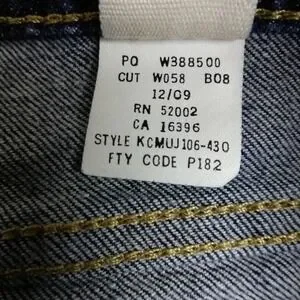 PO W388500
CUT W058 B08
12/09
RN 52002
CA 16396
STYLE KCMUJ106-430
FTY CODE P182